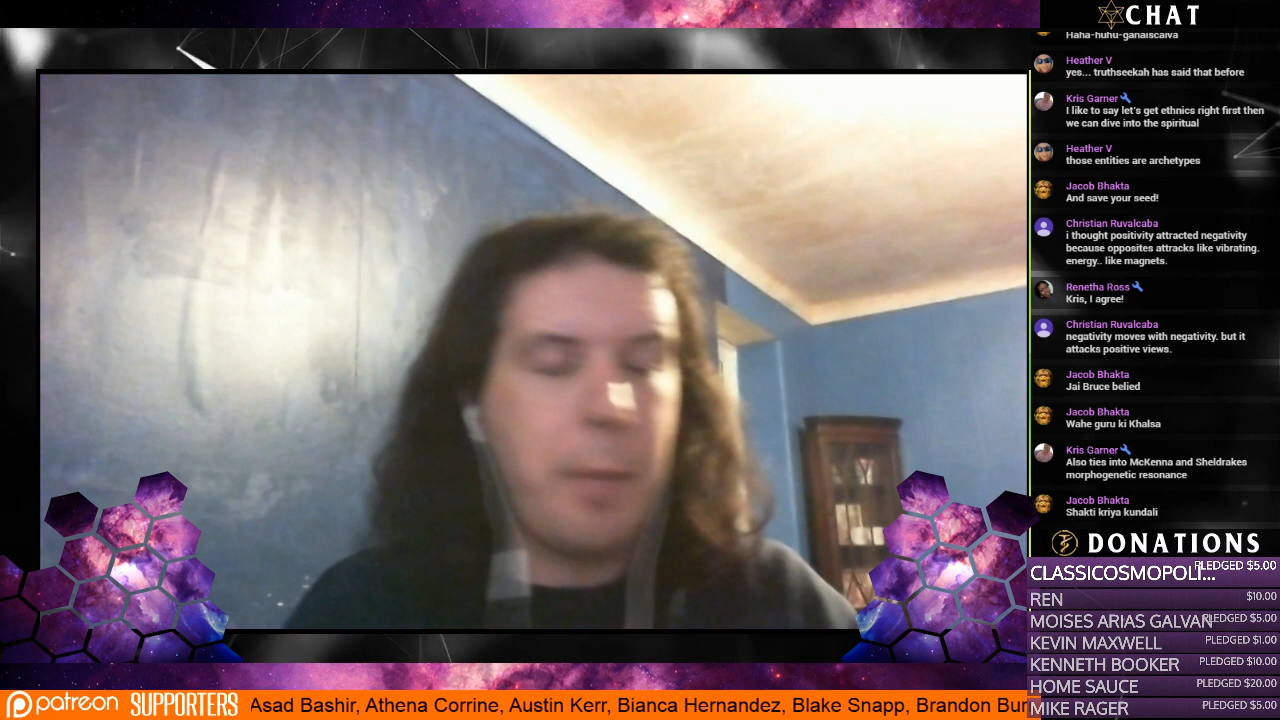 CHAT
Haha-huhu-ganaiscalva
Heather V
yes... truthseekah has said that before
Kris Garner
I like to say let's get ethnics right first then
we can dive into the spiritual
Heather V
those entities are archetypes
Jacob Bhakta
And save your seed!
Christian Ruvalcaba
i thought positivity attracted negativity
because opposites attracks like vibrating.
energy.. like magnets.
Renetha Ross
Kris, I agree!
Christian Ruvalcaba
negativity moves with negativity. but it
attacks positive views.
Jacob Bhakta
Jai Bruce belied
Jacob Bhakta
Wahe guru ki Khalsa
Kris Garner
Also ties into McKenna and Sheldrakes
morphogenetic resonance
Jacob Bhakta
Shakti kriya kundali
DONATIONS
CLASSICOSMOPOLI... PLEDGED $5.00
REN $10.00
MOISES ARIAS GALVAN PLEDGED $5.00
KEVIN MAXWELL PLEDGED $1.00
KENNETH BOOKER PLEDGED $10.00
HOME SAUCE PLEDGED $20.00
MIKE RAGER PLEDGED $5.00
patreon SUPPORTERS Asad Bashir, Athena Corrine, Austin Kerr, Bianca Hernandez, Blake Snapp, Brandon Bur